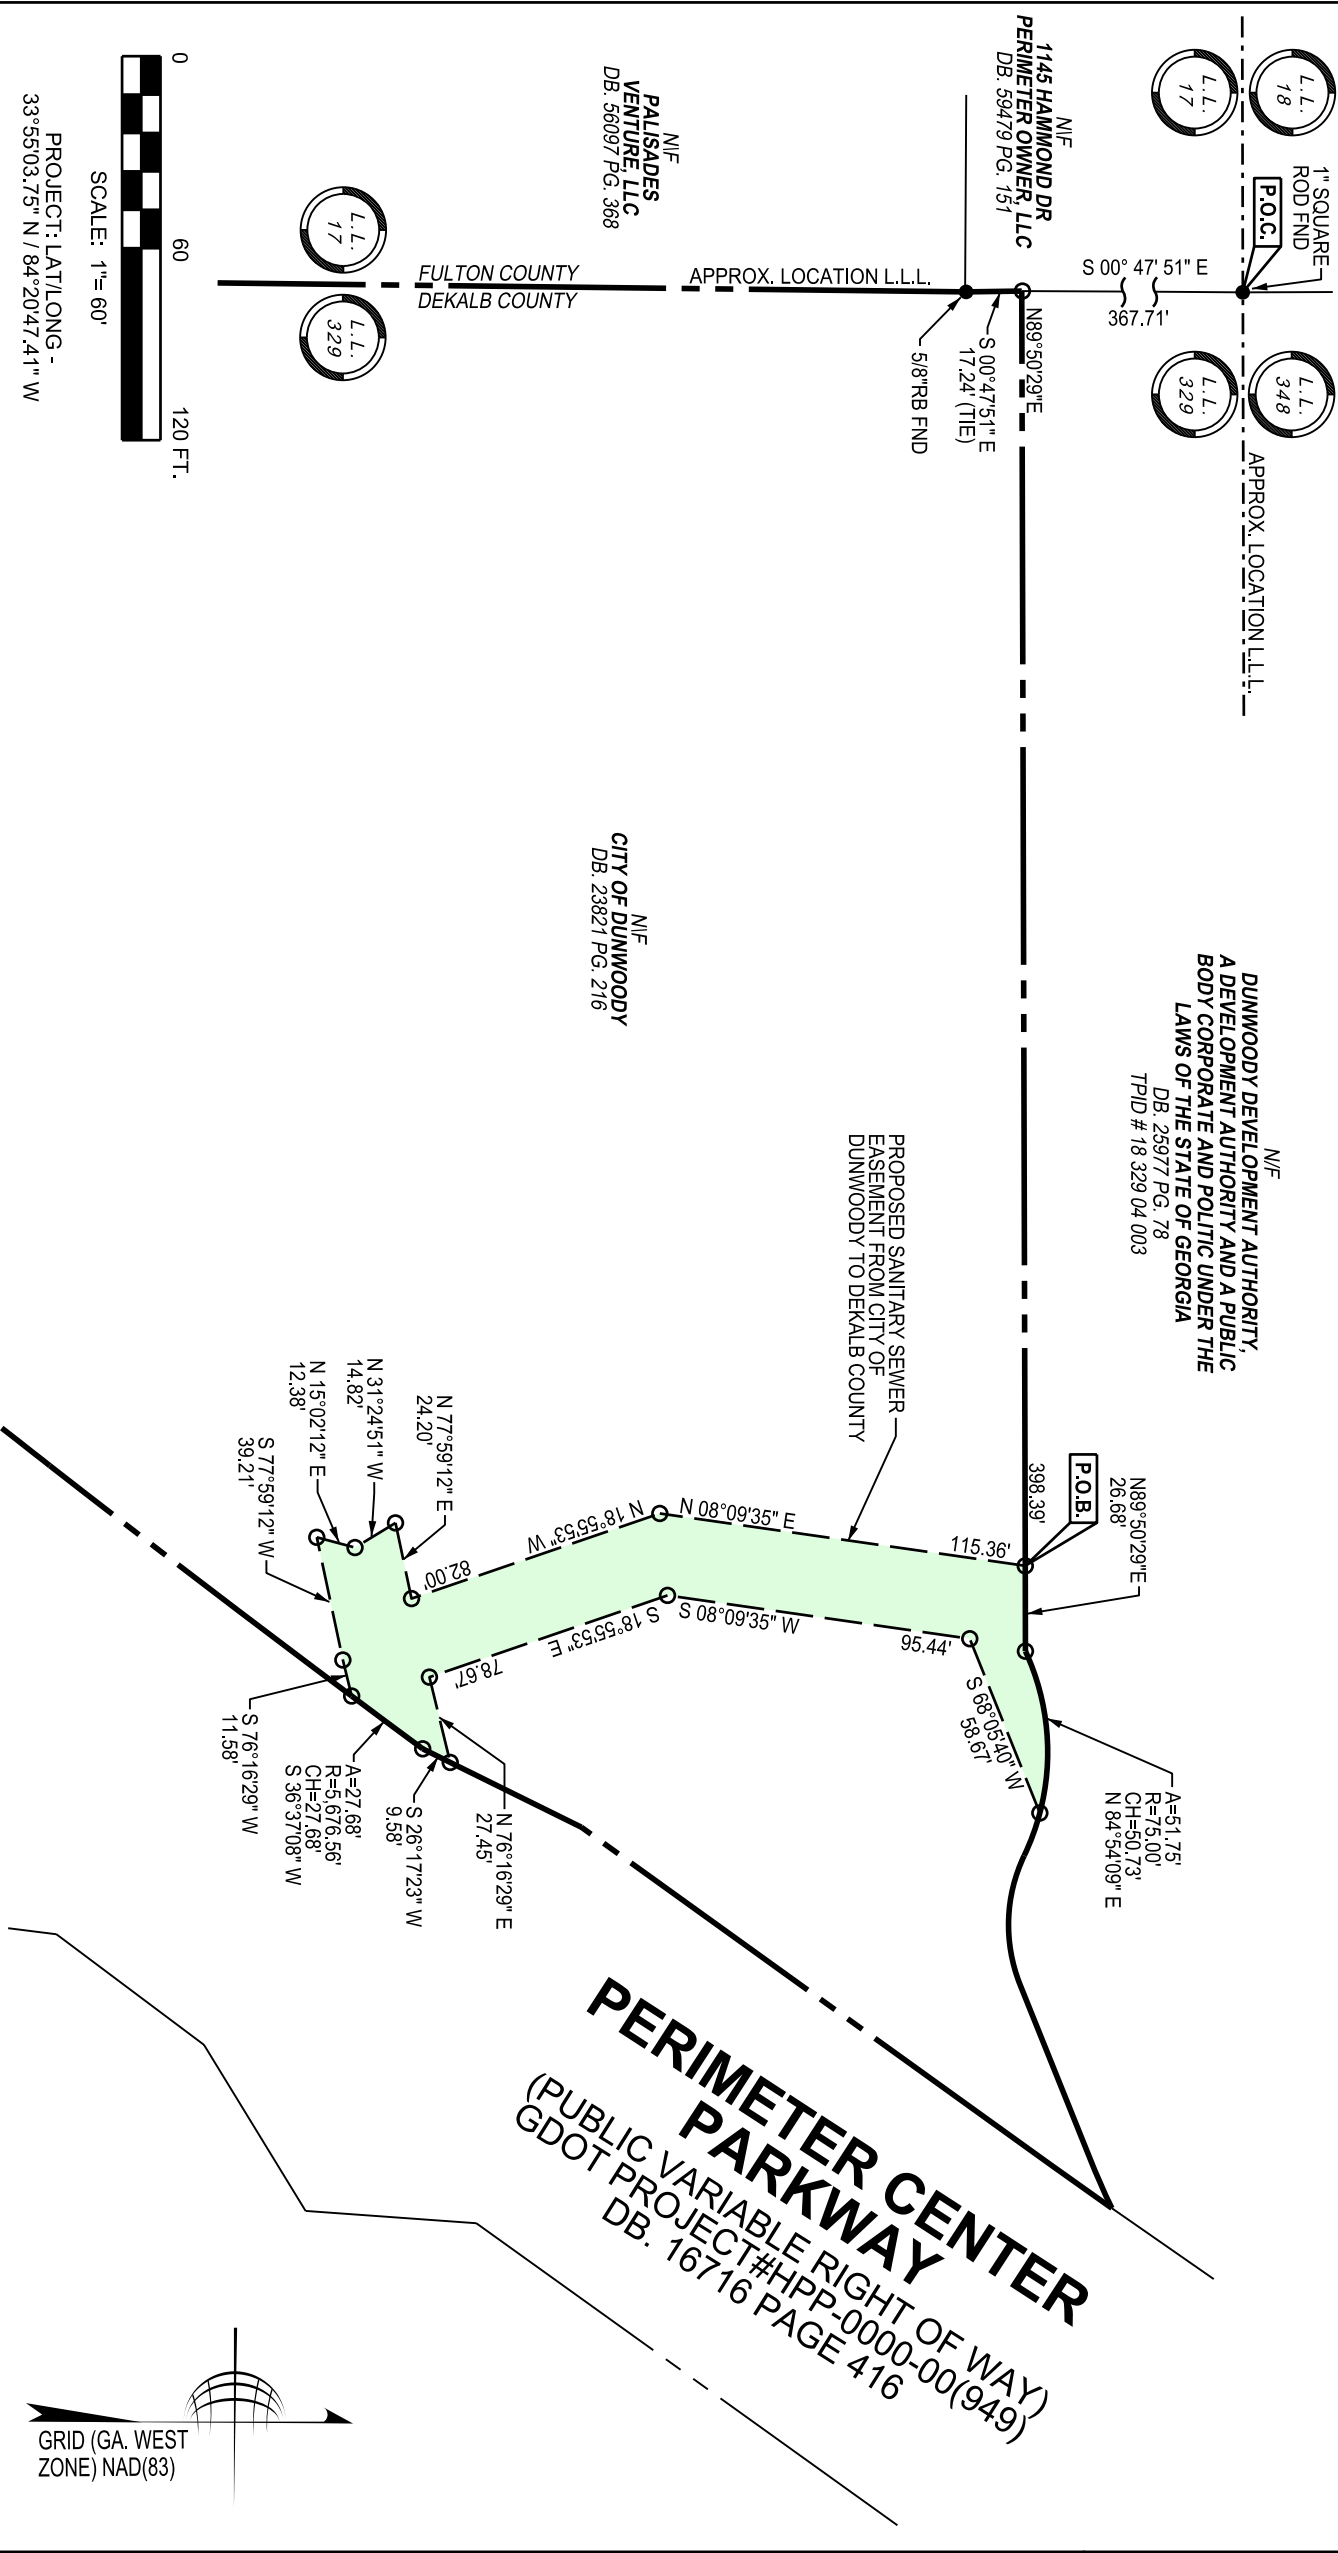 L.L.
18
L.L.
17
L.L.
348
L.L.
329
1" SQUARE
ROD FND
P.O.C.
APPROX. LOCATION L.L.L.
S 00° 47' 51" E
367.71'
N\F
1145 HAMMOND DR
PERIMETER OWNER, LLC
DB. 59479 PG. 151
N89°50'29"E
S 00°47'51" E
17.24' (TIE)
5/8"RB FND
APPROX. LOCATION L.L.L.
FULTON COUNTY
DEKALB COUNTY
N\F
PALISADES
VENTURE, LLC
DB. 56097 PG. 368
L.L.
17
L.L.
329
0
60
120 FT.
SCALE: 1"= 60'
PROJECT: LAT/LONG -
33°55'03.75" N / 84°20'47.41" W
N/F
DUNWOODY DEVELOPMENT AUTHORITY,
A DEVELOPMENT AUTHORITY AND A PUBLIC
BODY CORPORATE AND POLITIC UNDER THE
LAWS OF THE STATE OF GEORGIA
DB. 25977 PG. 78
TPID # 18 329 04 003
N\F
CITY OF DUNWOODY
DB. 23821 PG. 216
PROPOSED SANITARY SEWER
EASEMENT FROM CITY OF
DUNWOODY TO DEKALB COUNTY
N89°50'29"E
26.68'
P.O.B.
398.39'
A=51.75'
R=75.00'
CH=50.73'
N 84°54'09" E
S 68°05'40" W
58.67'
N 08°09'35" E
115.36'
S 08°09'35" W
95.44'
N 18°55'53" W
82.00'
S 18°55'53" E
78.67'
N 77°59'12" E
24.20'
N 31°24'51" W
14.82'
N 15°02'12" E
12.38'
S 77°59'12" W
39.21'
N 76°16'29" E
27.45'
S 26°17'23" W
9.58'
A=27.68'
R=5,676.56'
CH=27.68'
S 36°37'08" W
S 76°16'29" W
11.58'
PERIMETER CENTER
PARKWAY
(PUBLIC VARIABLE RIGHT OF WAY)
GDOT PROJECT#HPP-0000-00(949)
DB. 16716 PAGE 416
GRID (GA. WEST
ZONE) NAD(83)